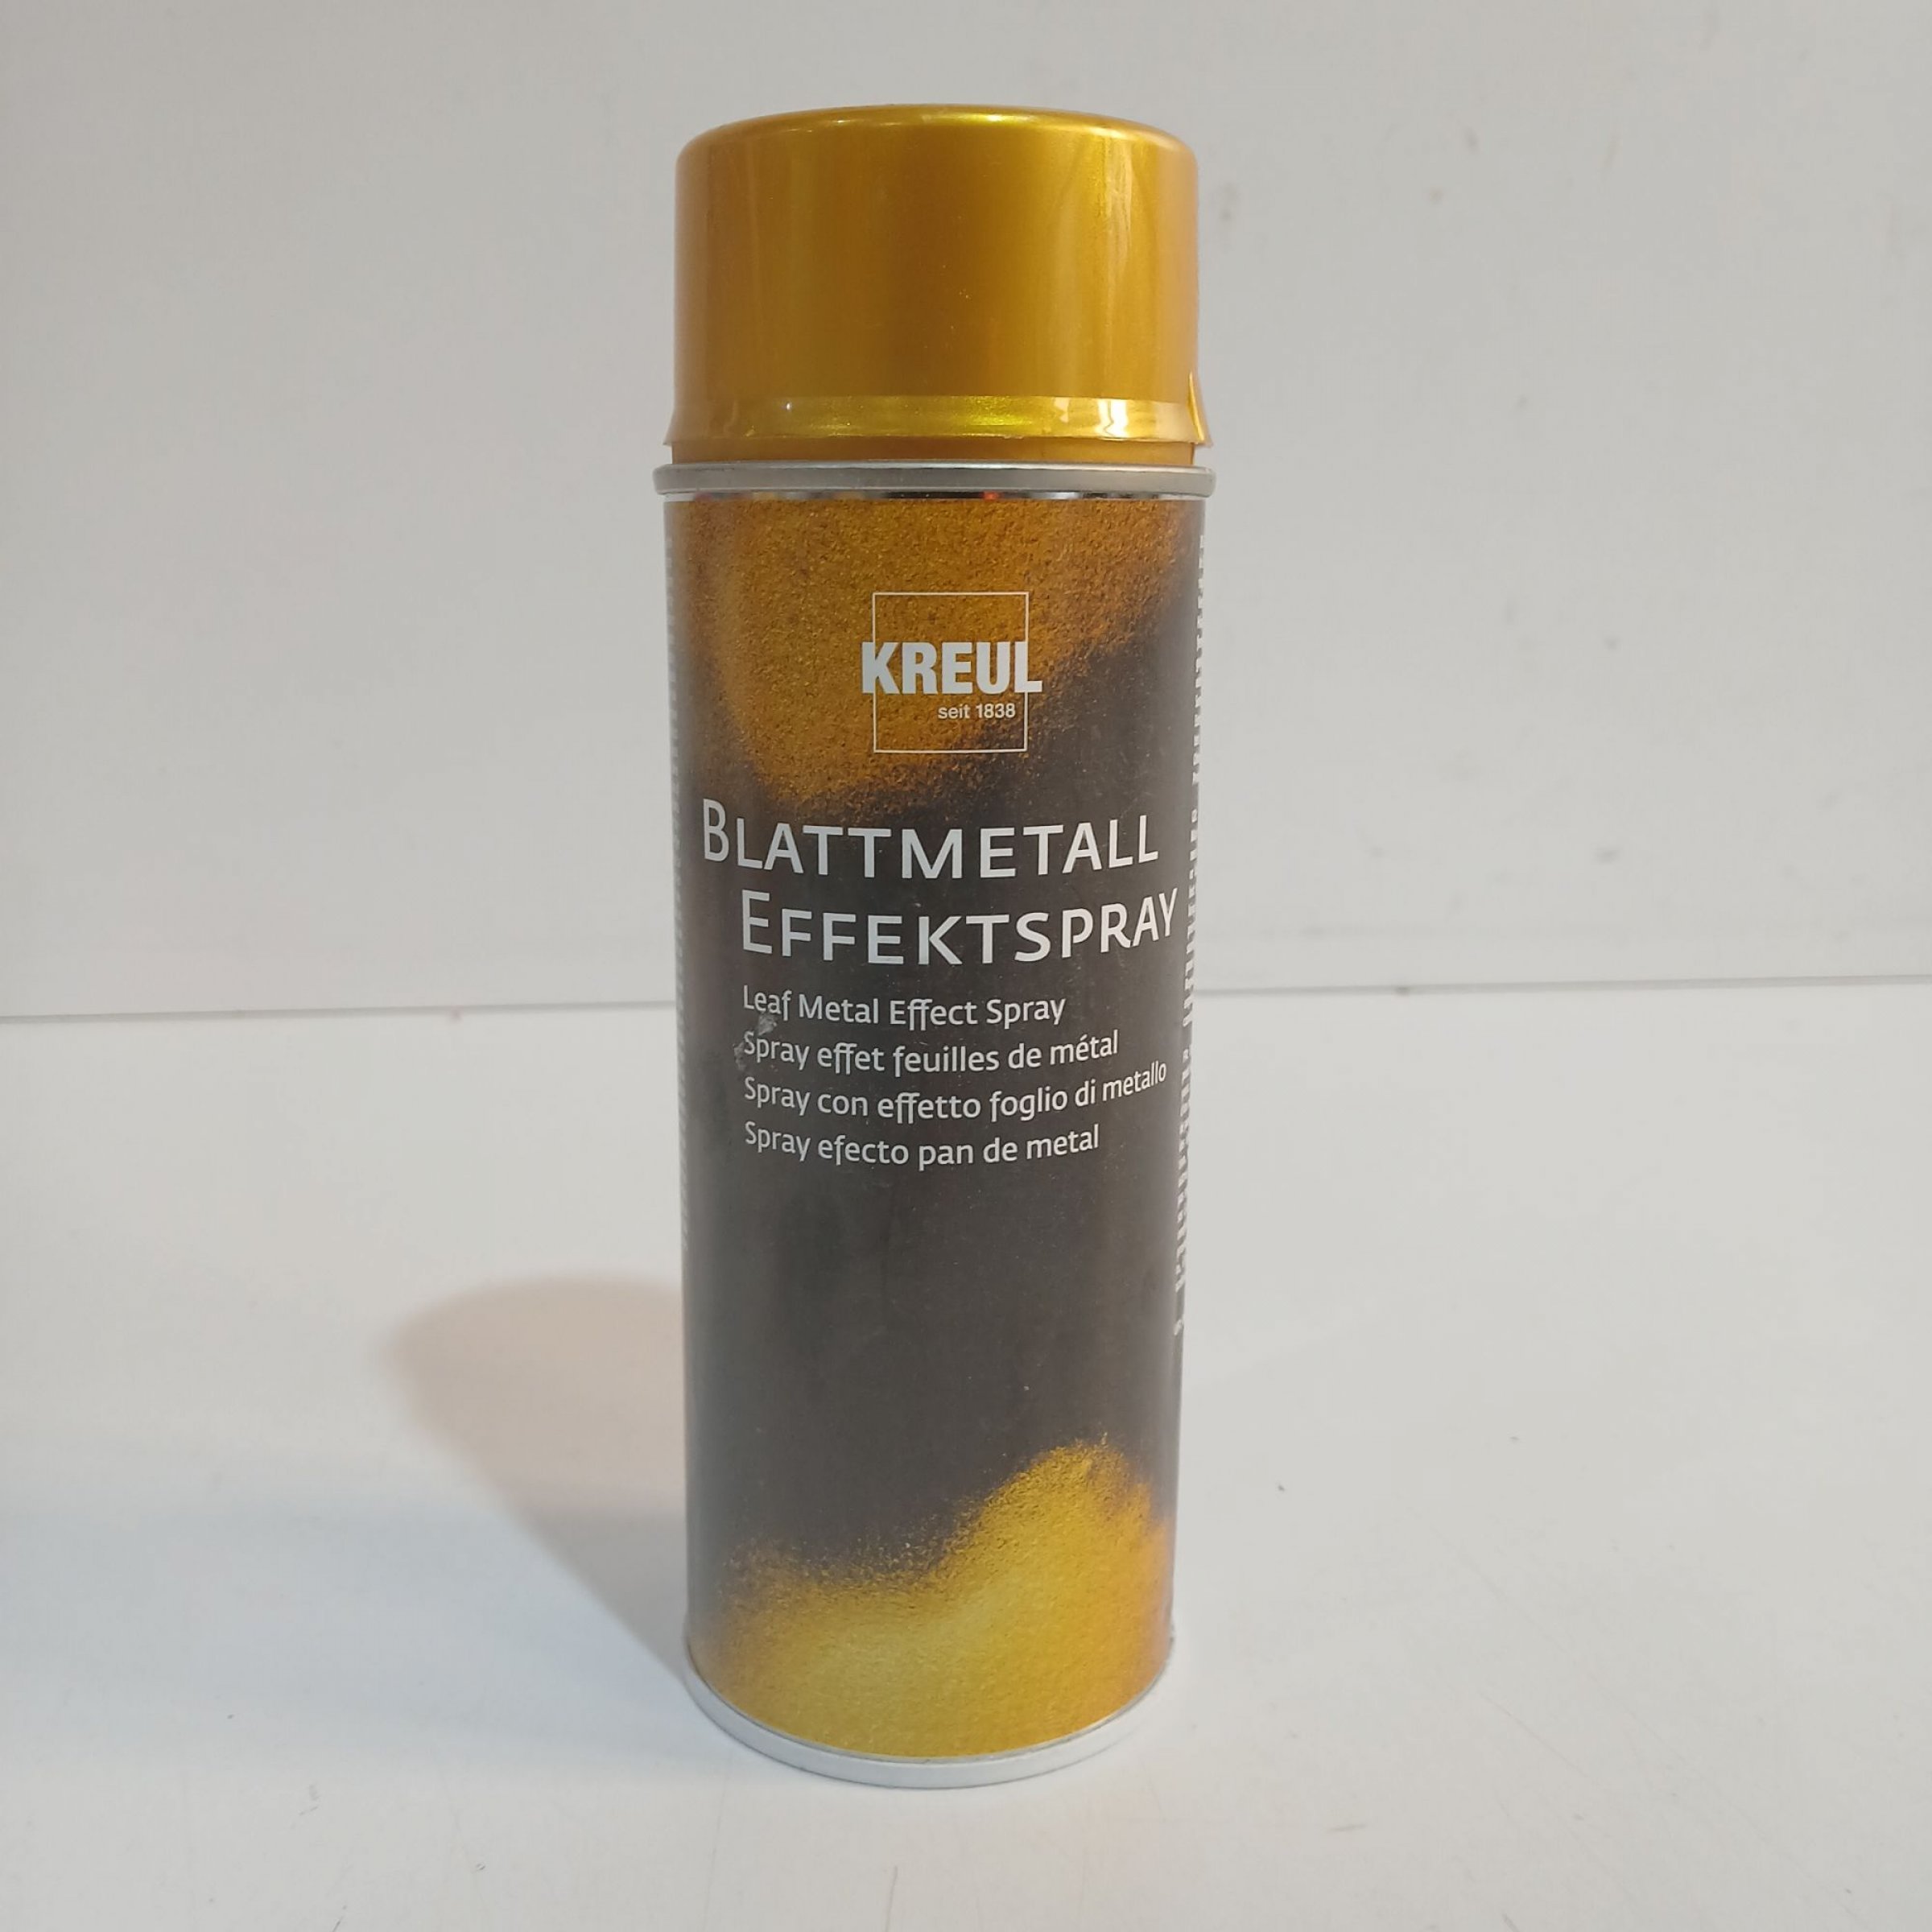 KREUL
seit 1838
BLATTMETALL
EFFEKTSPRAY
Leaf Metal Effect Spray
Spray effet feuilles de métal
Spray con effetto foglio di metallo
Spray efecto pan de metal